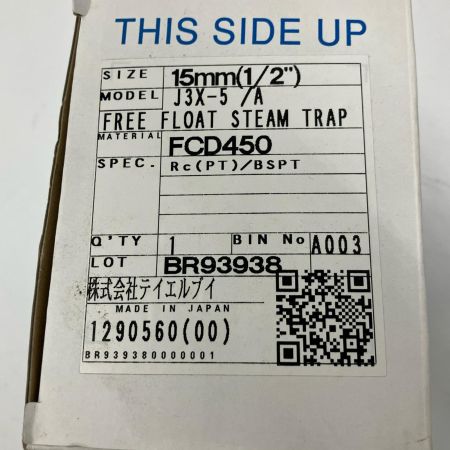 THIS SIDE UP
SIZE 15mm(1/2")
MODEL J3X-5 /A
FREE FLOAT STEAM TRAP
MATERIAL FCD450
SPEC. Rc(PT)/BSPT
Q'TY 1 BIN No A003
LOT BR93938
株式会社テイエルブイ
MADE IN JAPAN
1290560(00)
BR939380000001